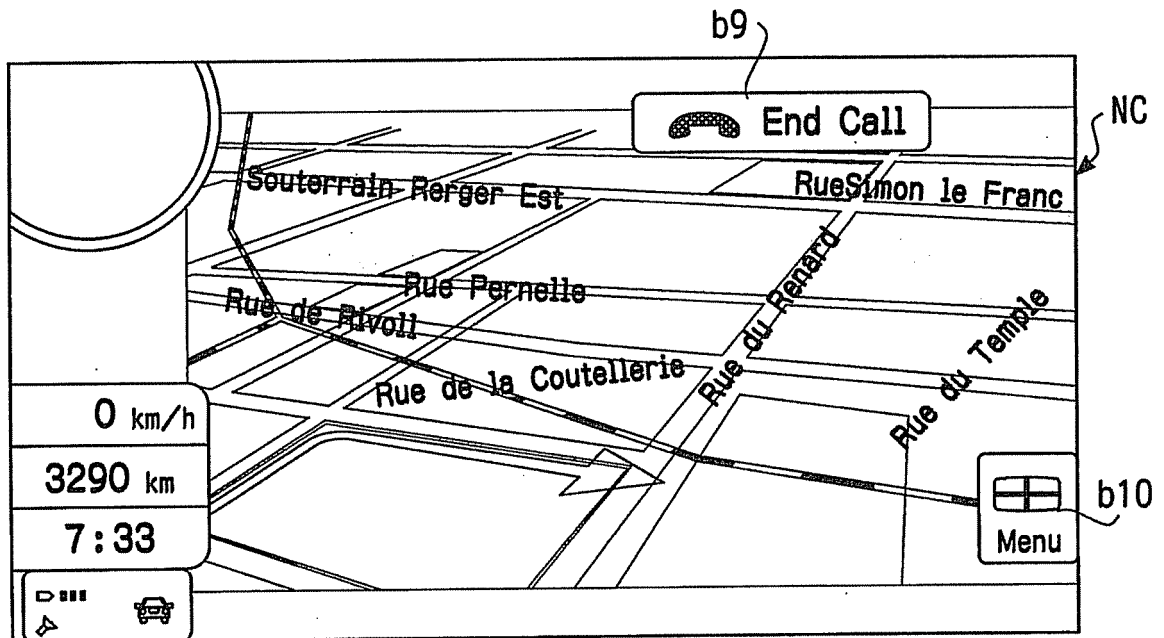 b9
End Call
NC
Souterrain Rerger Est
RueSimon le Franc
Rue Pernelle
Rue de Rivoll
Rue du Renard
Rue du Temple
Rue de la Coutellerie
0 km/h
3290 km
7:33
b10
Menu